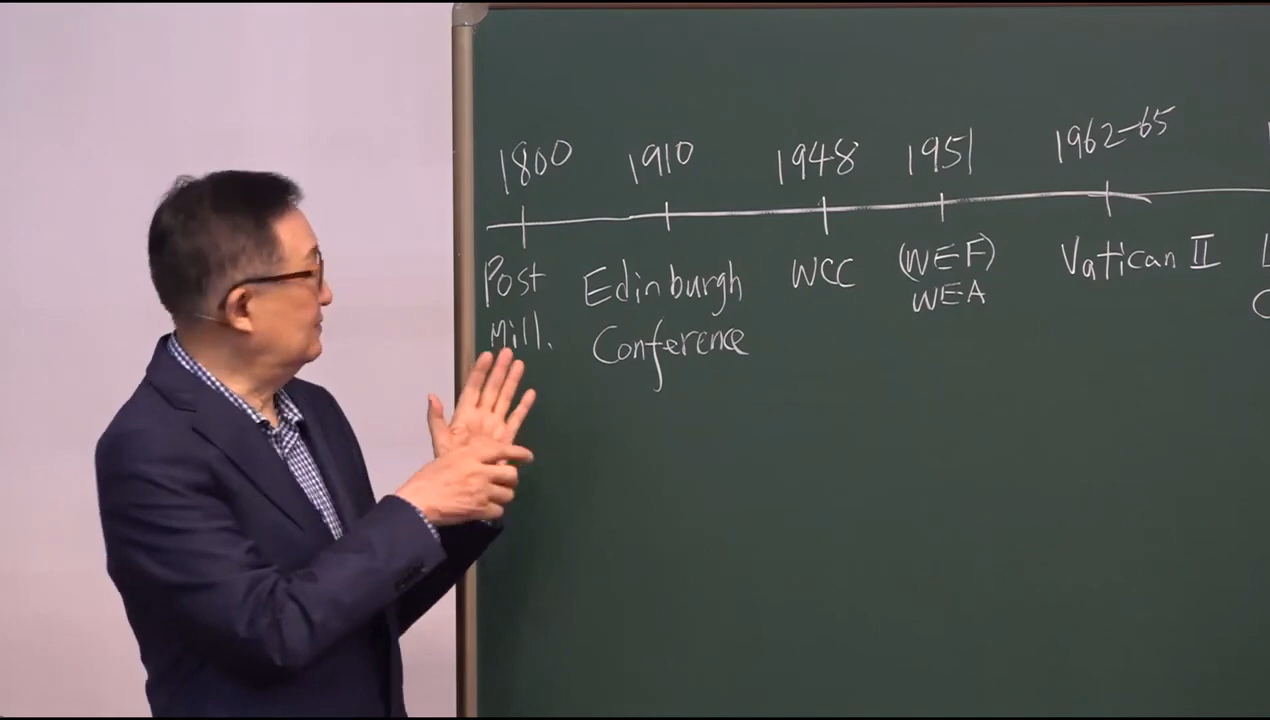 1800 1910 1948 1951 1962-65
Post Edinburgh WCC (WEF) Vatican II
Mill. Conference WEA